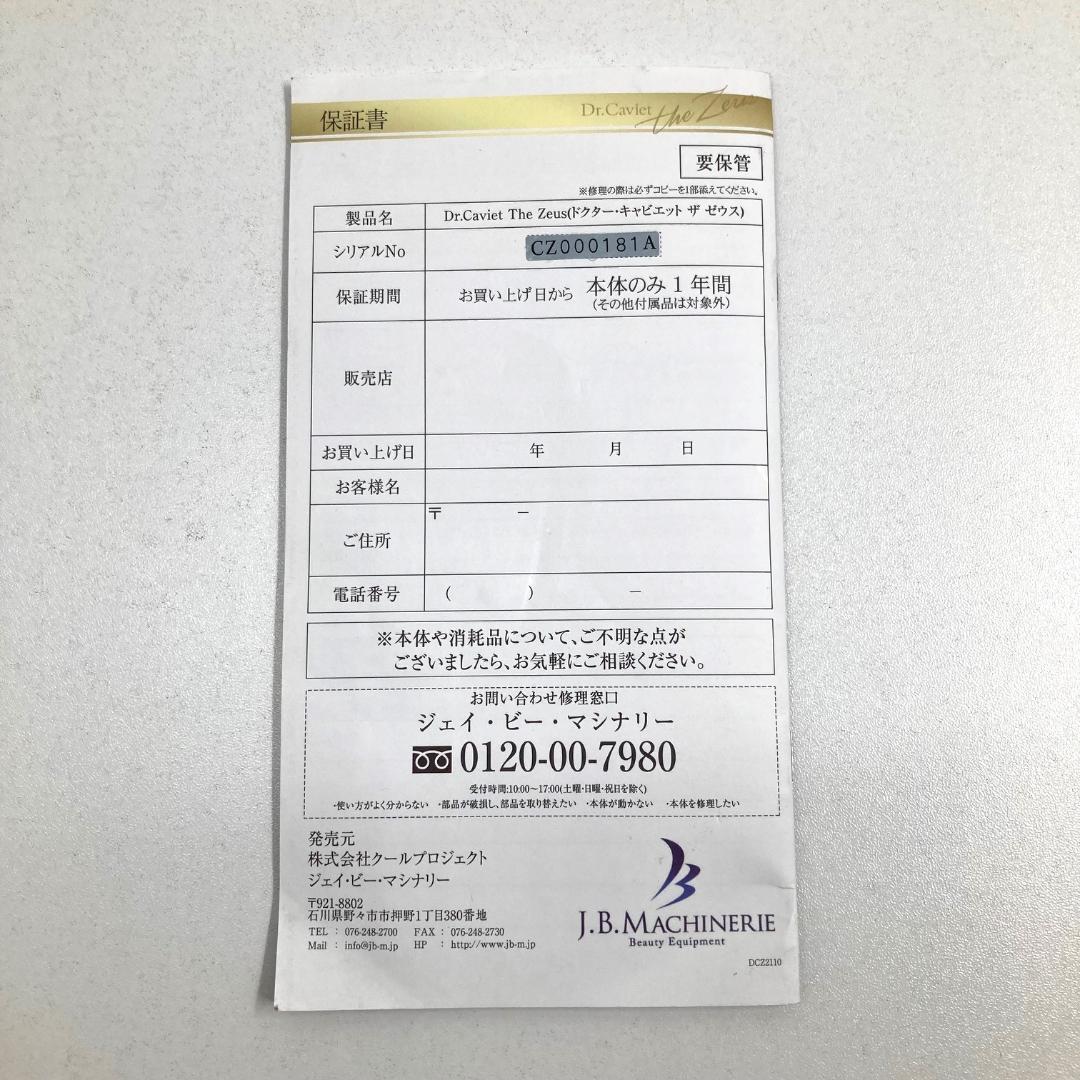 保証書
Dr.Caviet the Zeus
要保管
※修理の際は必ずコピーを1部添えてください。
製品名 Dr.Caviet The Zeus(ドクター・キャビエット ザ ゼウス)
シリアルNo CZ000181A
保証期間 お買い上げ日から 本体のみ1年間
(その他付属品は対象外)
販売店
お買い上げ日 年 月 日
お客様名
ご住所 〒 ー
電話番号 ( ) ー
※本体や消耗品について、ご不明な点が
ございましたら、お気軽にご相談ください。
お問い合わせ修理窓口
ジェイ・ビー・マシナリー
0120-00-7980
受付時間:10:00～17:00(土曜・日曜・祝日を除く)
・使い方がよく分からない ・部品が破損し、部品を取り替えたい ・本体が動かない ・本体を修理したい
発売元
株式会社クールプロジェクト
ジェイ・ビー・マシナリー
〒921-8802
石川県野々市市押野1丁目380番地
TEL : 076-248-2700 FAX : 076-248-2730
Mail : info@jb-m.jp HP : http://www.jb-m.jp
J.B.MACHINERIE
Beauty Equipment
DCZ2110